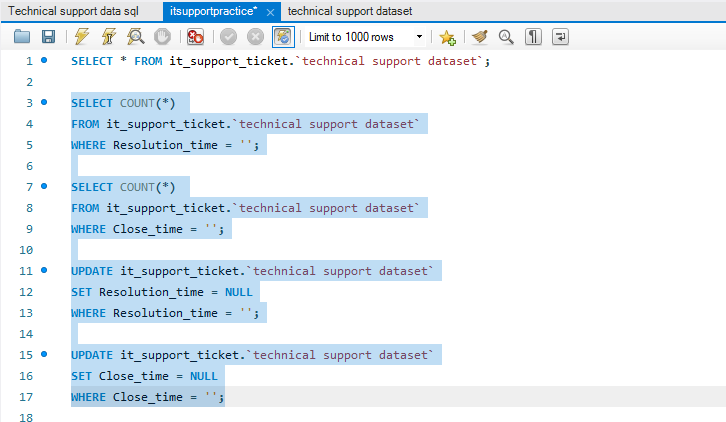 Technical support data sql
itsupportpractice*
technical support dataset
Limit to 1000 rows
1 SELECT * FROM it_support_ticket.`technical support dataset`;
2
3 SELECT COUNT(*)
4 FROM it_support_ticket.`technical support dataset`
5 WHERE Resolution_time = '';
6
7 SELECT COUNT(*)
8 FROM it_support_ticket.`technical support dataset`
9 WHERE Close_time = '';
10
11 UPDATE it_support_ticket.`technical support dataset`
12 SET Resolution_time = NULL
13 WHERE Resolution_time = '';
14
15 UPDATE it_support_ticket.`technical support dataset`
16 SET Close_time = NULL
17 WHERE Close_time = '';
18